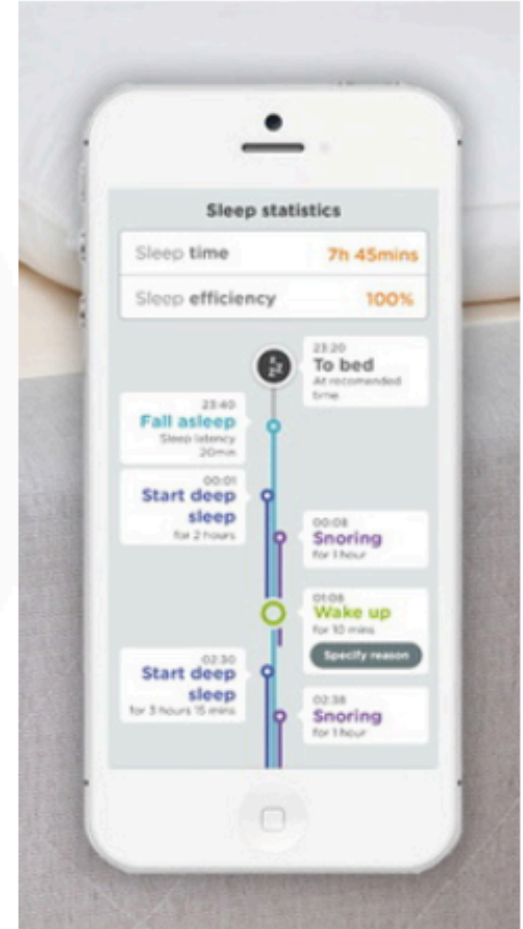 Sleep statistics
Sleep time 7h 45mins
Sleep efficiency 100%
23:20
To bed
At recomended
time.
23:40
Fall asleep
Sleep latency
20min
00:01
Start deep
sleep
for 2 hours
00:08
Snoring
for 1 hour
01:08
Wake up
for 10 mins
Specify reason
02:30
Start deep
sleep
for 3 hours 15 mins
02:38
Snoring
for 1 hour